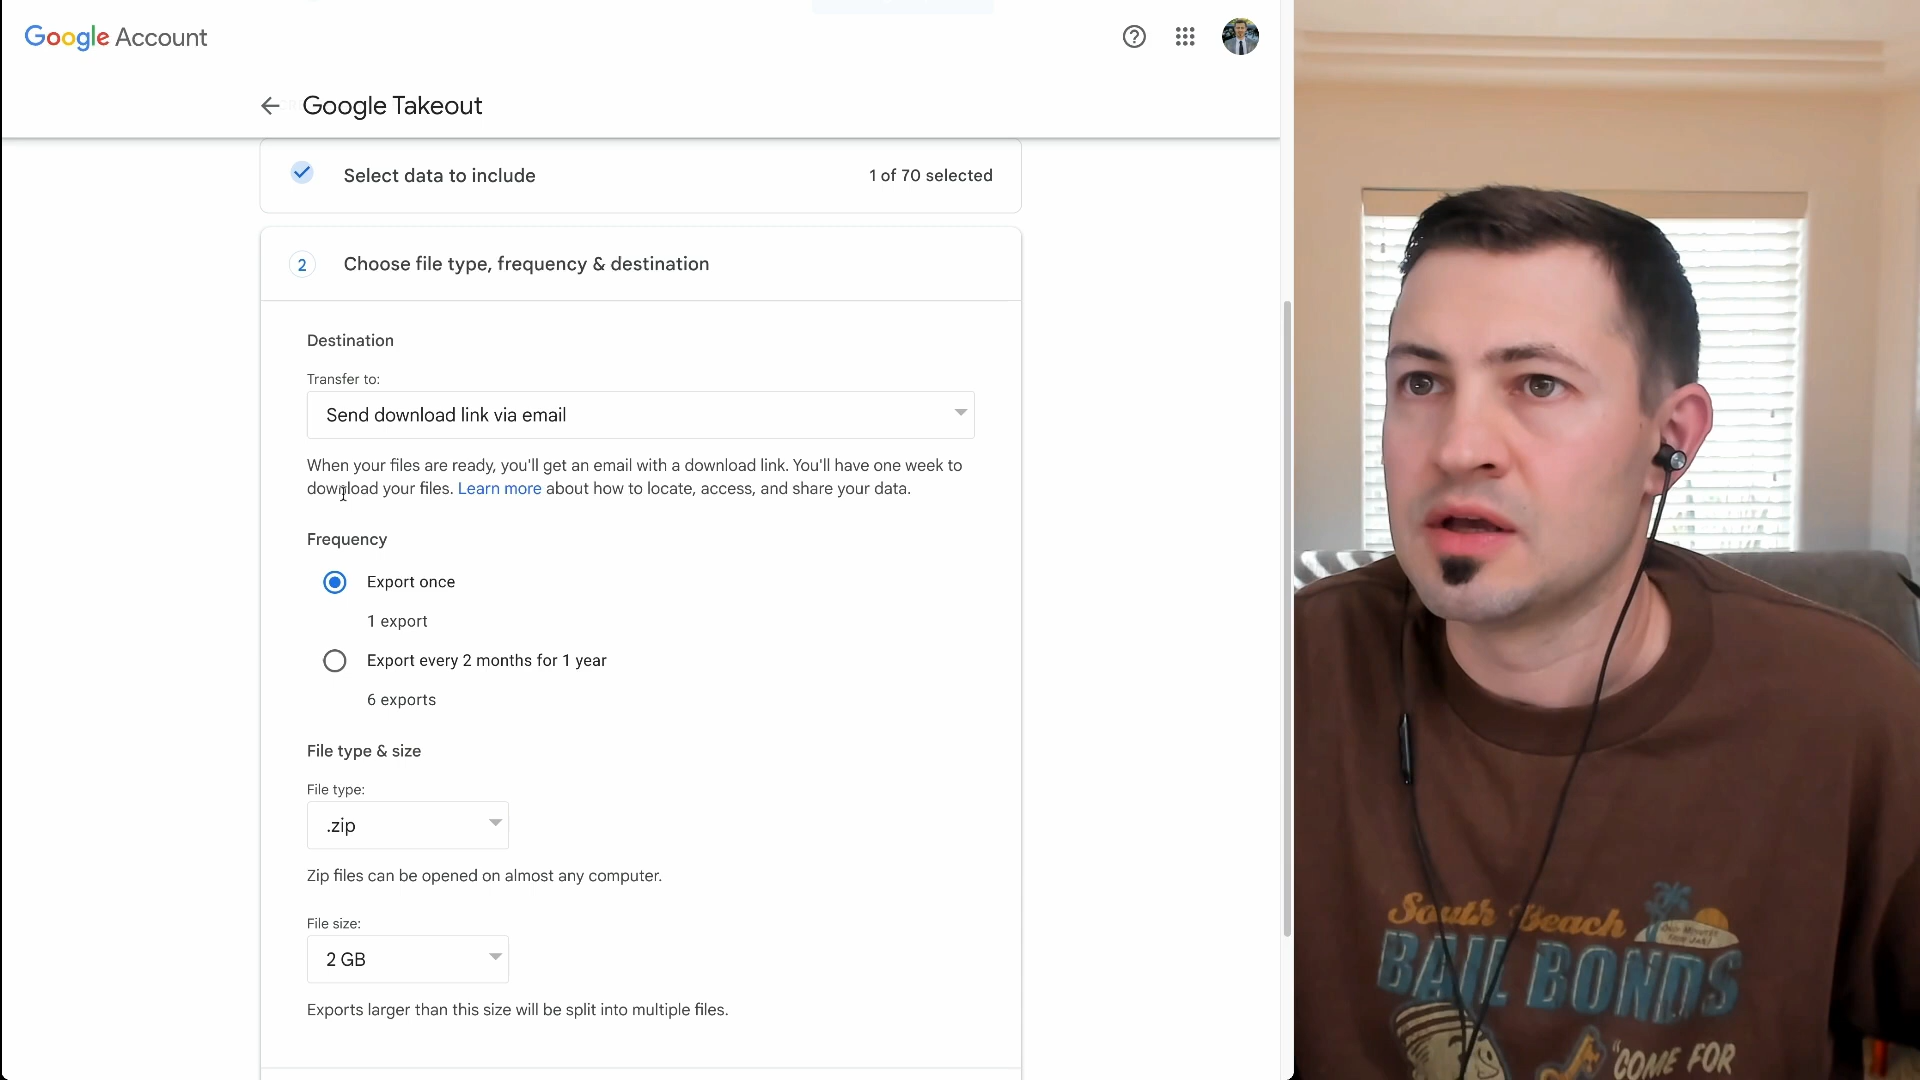 Google Account
Google Takeout
Select data to include
1 of 70 selected
2
Choose file type, frequency & destination
Destination
Transfer to:
Send download link via email
When your files are ready, you'll get an email with a download link. You'll have one week to
download your files. Learn more about how to locate, access, and share your data.
Frequency
Export once
1 export
Export every 2 months for 1 year
6 exports
File type & size
File type:
.zip
Zip files can be opened on almost any computer.
File size:
2 GB
Exports larger than this size will be split into multiple files.
South Beach
BAIL BONDS
"COME FOR